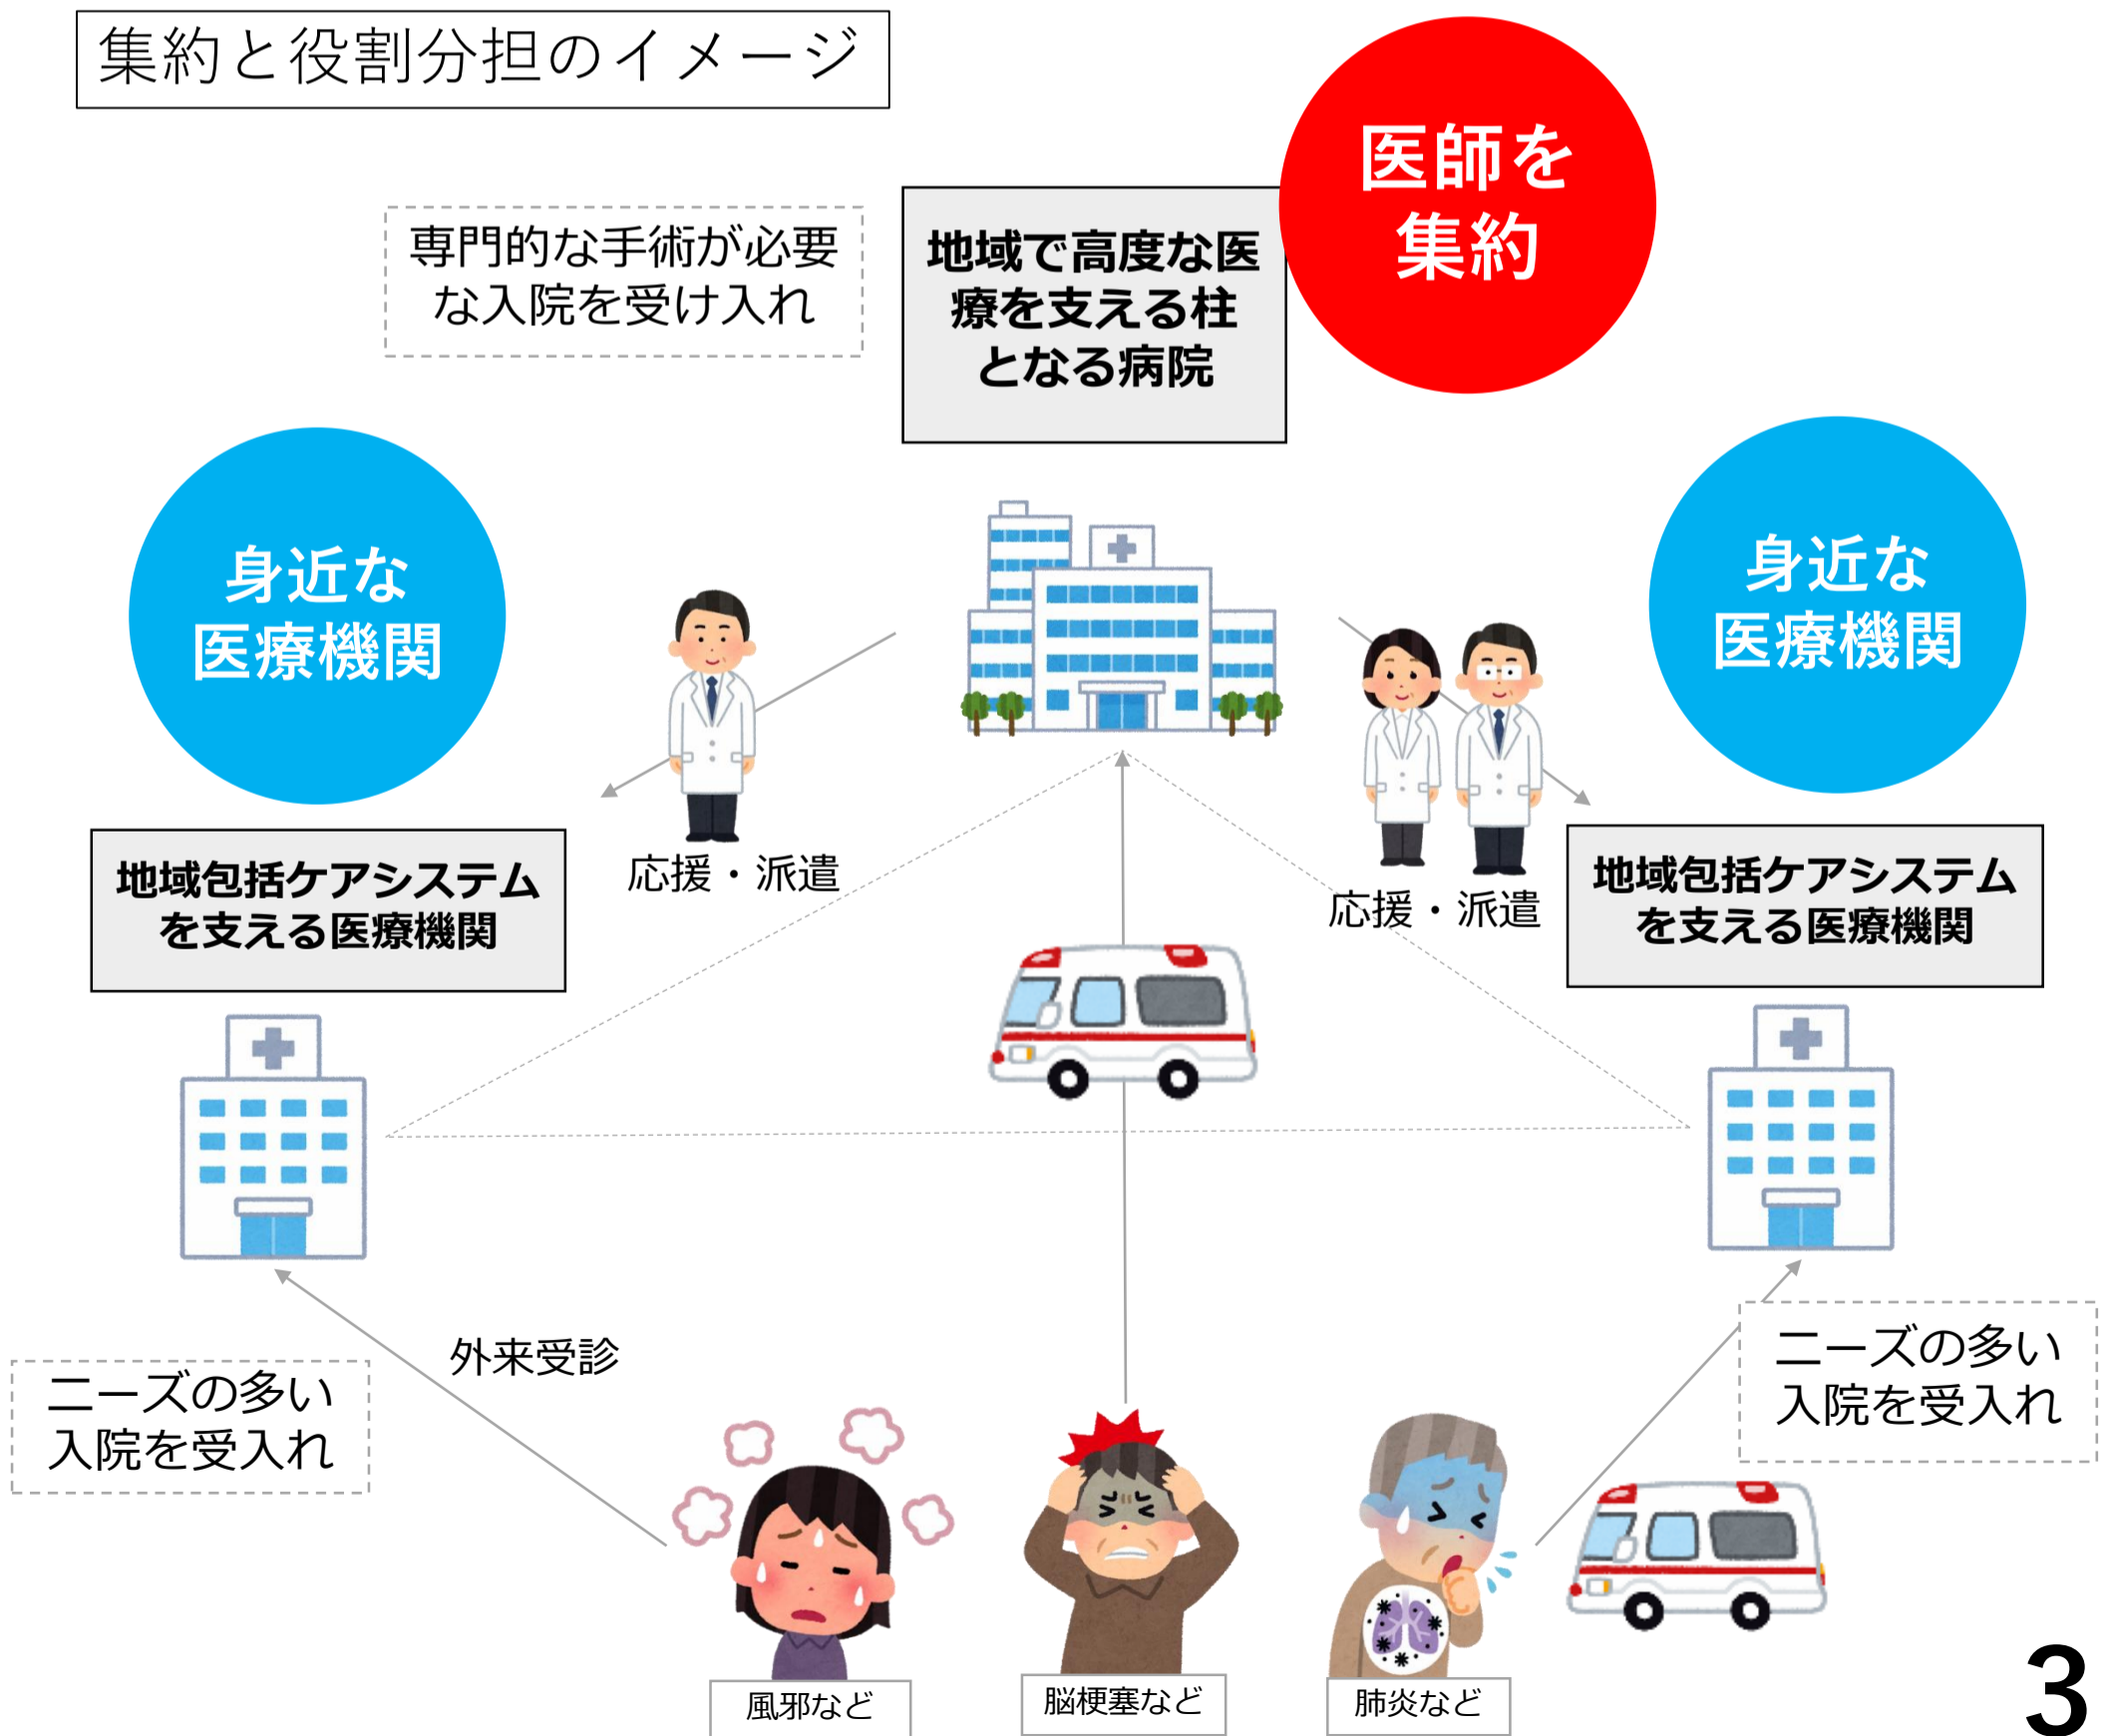 集約と役割分担のイメージ
医師を
集約
専門的な手術が必要
な入院を受け入れ
地域で高度な医
療を支える柱
となる病院
身近な
医療機関
身近な
医療機関
応援・派遣
応援・派遣
地域包括ケアシステム
を支える医療機関
地域包括ケアシステム
を支える医療機関
外来受診
ニーズの多い
入院を受入れ
ニーズの多い
入院を受入れ
風邪など
脳梗塞など
肺炎など
3